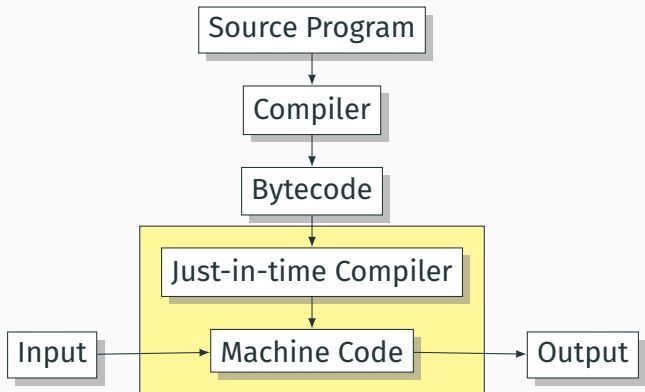 Source Program
Compiler
Bytecode
Just-in-time Compiler
Input
Machine Code
Output